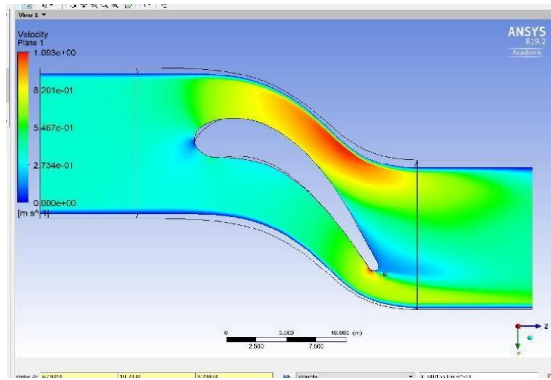 View 1
Velocity
Plane 1
1.093e+00
8.201e-01
5.467e-01
2.734e-01
0.000e+00
[m s^-1]
ANSYS
R19.2
Academic
0
5.000
10.000 (m)
2.500
7.500
Z
Y
Velocity